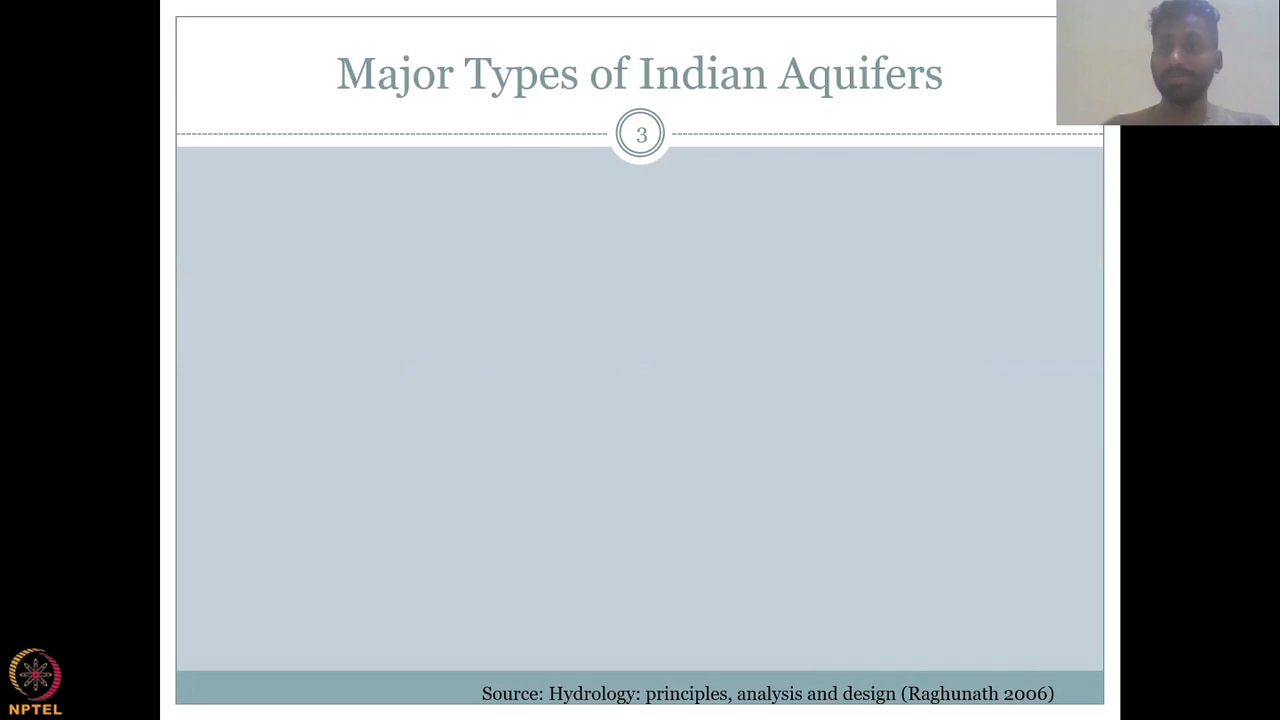 Major Types of Indian Aquifers
3
Source: Hydrology: principles, analysis and design (Raghunath 2006)
NPTEL